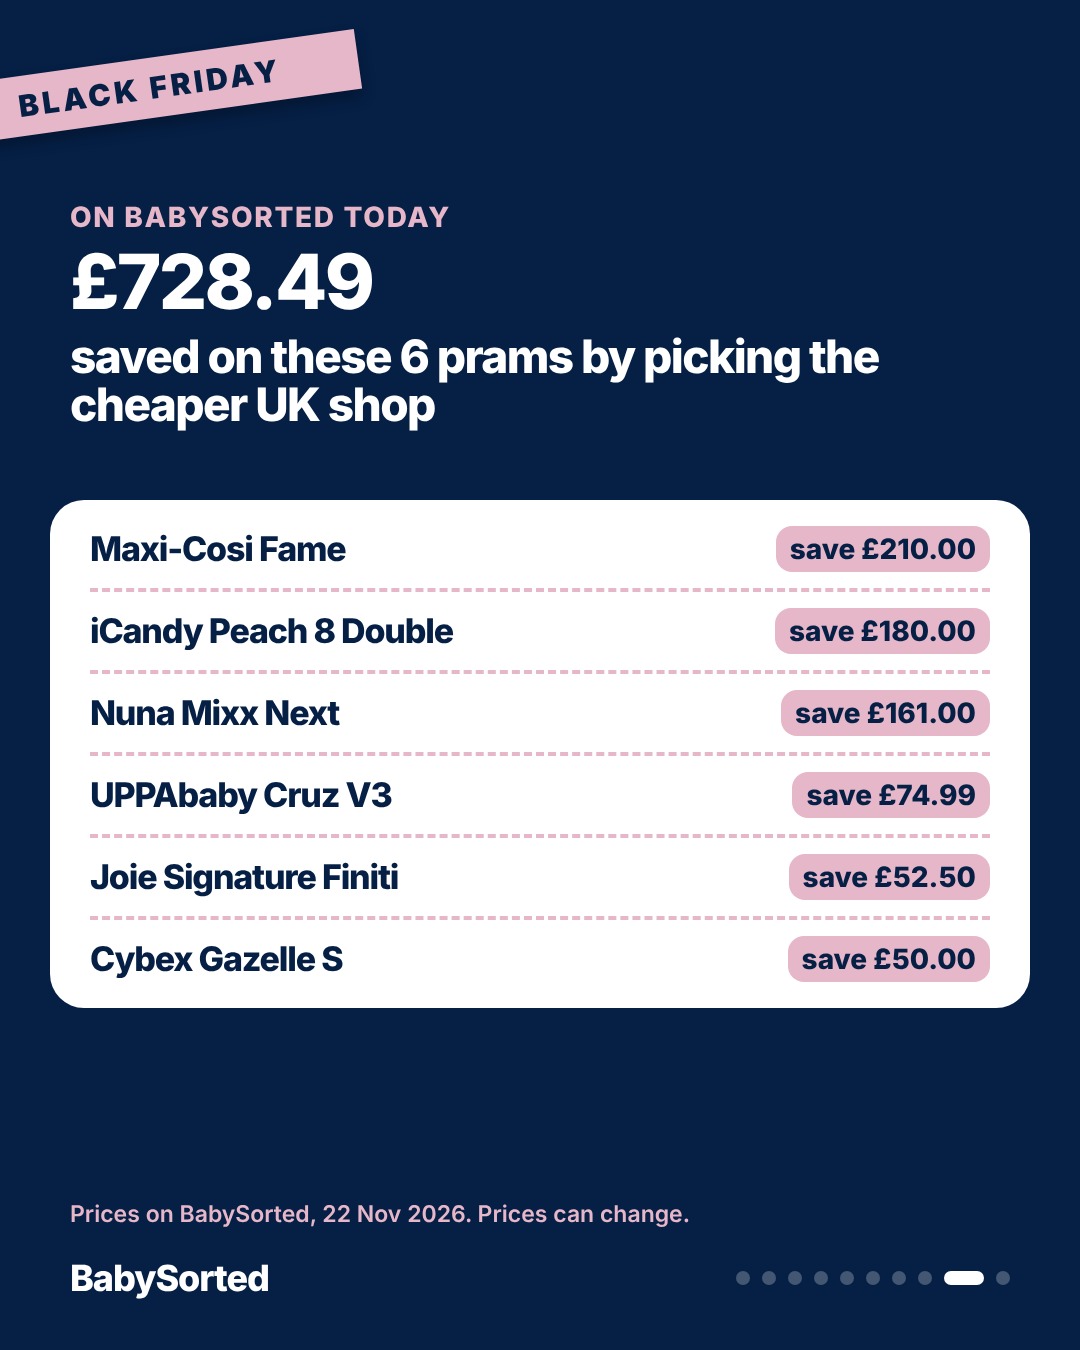 BLACK FRIDAY
ON BABYSORTED TODAY
£728.49
saved on these 6 prams by picking the
cheaper UK shop
Maxi-Cosi Fame save £210.00
iCandy Peach 8 Double save £180.00
Nuna Mixx Next save £161.00
UPPAbaby Cruz V3 save £74.99
Joie Signature Finiti save £52.50
Cybex Gazelle S save £50.00
Prices on BabySorted, 22 Nov 2026. Prices can change.
BabySorted